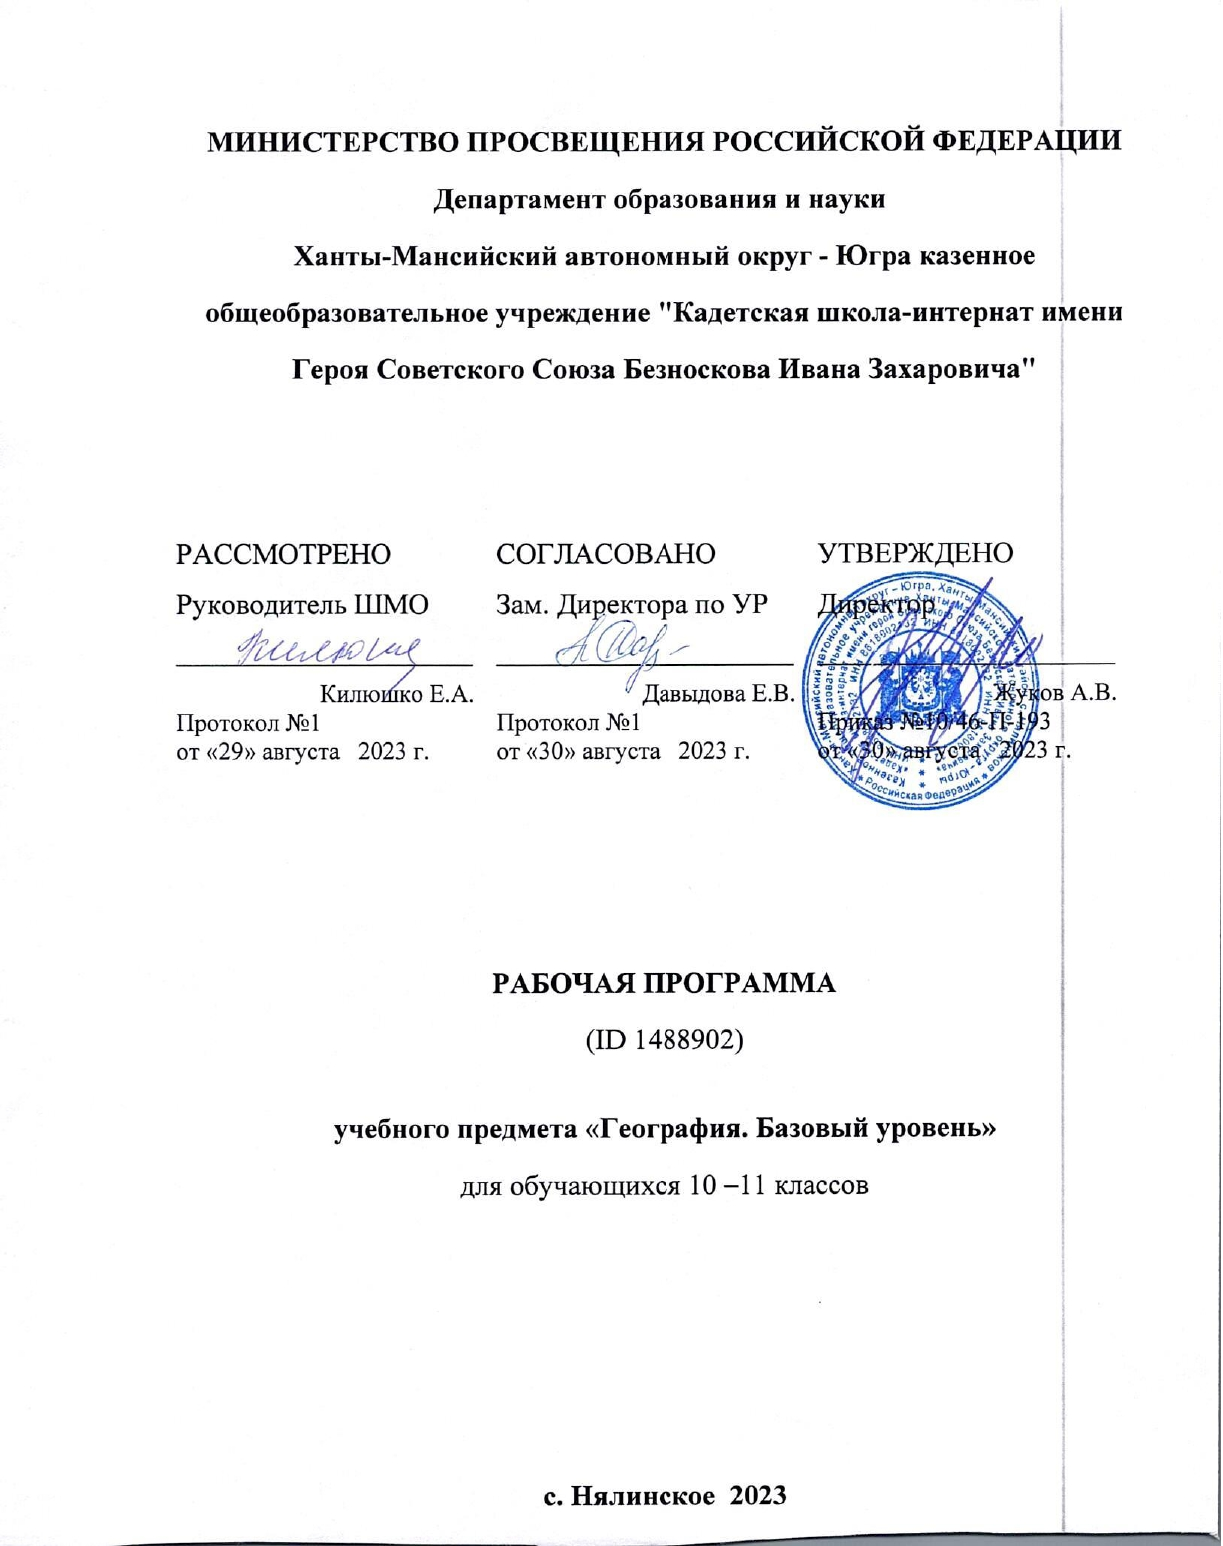 МИНИСТЕРСТВО ПРОСВЕЩЕНИЯ РОССИЙСКОЙ ФЕДЕРАЦИИ
Департамент образования и науки
Ханты-Мансийский автономный округ - Югра казенное
общеобразовательное учреждение "Кадетская школа-интернат имени
Героя Советского Союза Безноскова Ивана Захаровича"
РАССМОТРЕНО СОГЛАСОВАНО УТВЕРЖДЕНО
Руководитель ШМО Зам. Директора по УР Директор
Килюшко Е.А. Давыдова Е.В. Жуков А.В.
Протокол №1 Протокол №1 Приказ №10/46-П-193
от «29» августа 2023 г. от «30» августа 2023 г. от «30» августа 2023 г.
Российская Федерация
РАБОЧАЯ ПРОГРАММА
(ID 1488902)
учебного предмета «География. Базовый уровень»
для обучающихся 10 –11 классов
с. Нялинское 2023